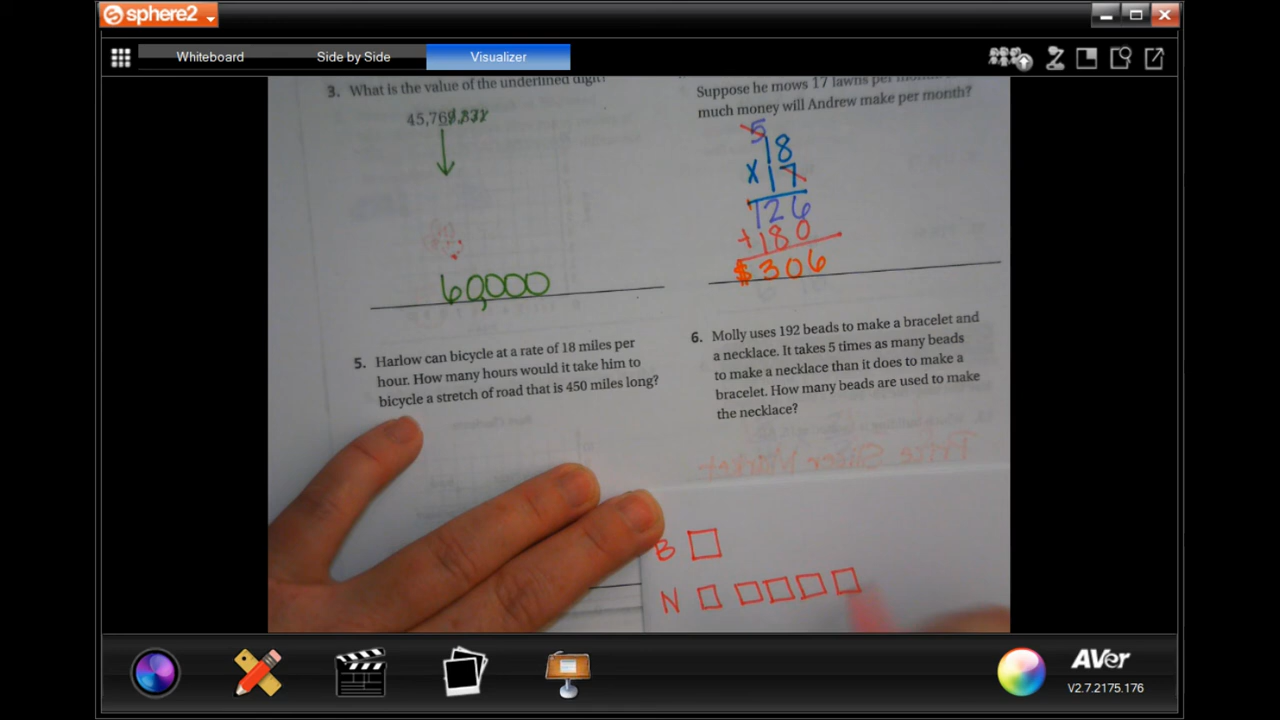 sphere2
Whiteboard
Side by Side
Visualizer
3. What is the value of the underlined digit?
45,768,332
60,000
Suppose he mows 17 lawns per month
much money will Andrew make per month?
5
18
x 17
126
+ 180
$ 306
5. Harlow can bicycle at a rate of 18 miles per
hour. How many hours would it take him to
bicycle a stretch of road that is 450 miles long?
6. Molly uses 192 beads to make a bracelet and
a necklace. It takes 5 times as many beads
to make a necklace than it does to make a
bracelet. How many beads are used to make
the necklace?
B
N
AVer
V2.7.2175.176